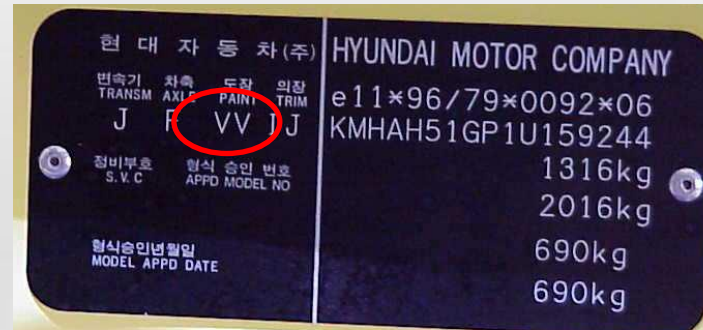 현 대 자 동 차 (주) HYUNDAI MOTOR COMPANY
변속기 차축 도장 의장
TRANSM AXLE PAINT TRIM
J F VV JJ
정비부호 형식 승인 번호
S.V.C APPD MODEL NO
형식승인년월일
MODEL APPD DATE
e11*96/79*0092*06
KMHAH51GP1U159244
1316kg
2016kg
690kg
690kg